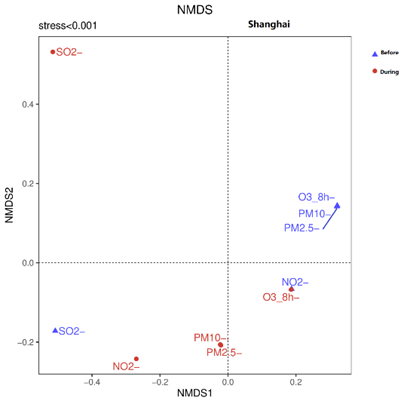 NMDS
stress<0.001
Shanghai
Before
During
SO2–
0.4
0.2
O3_8h–
PM10–
PM2.5–
NMDS2
0.0
NO2–
O3_8h–
SO2–
PM10–
PM2.5–
–0.2
NO2–
–0.4
–0.2
0.0
0.2
NMDS1